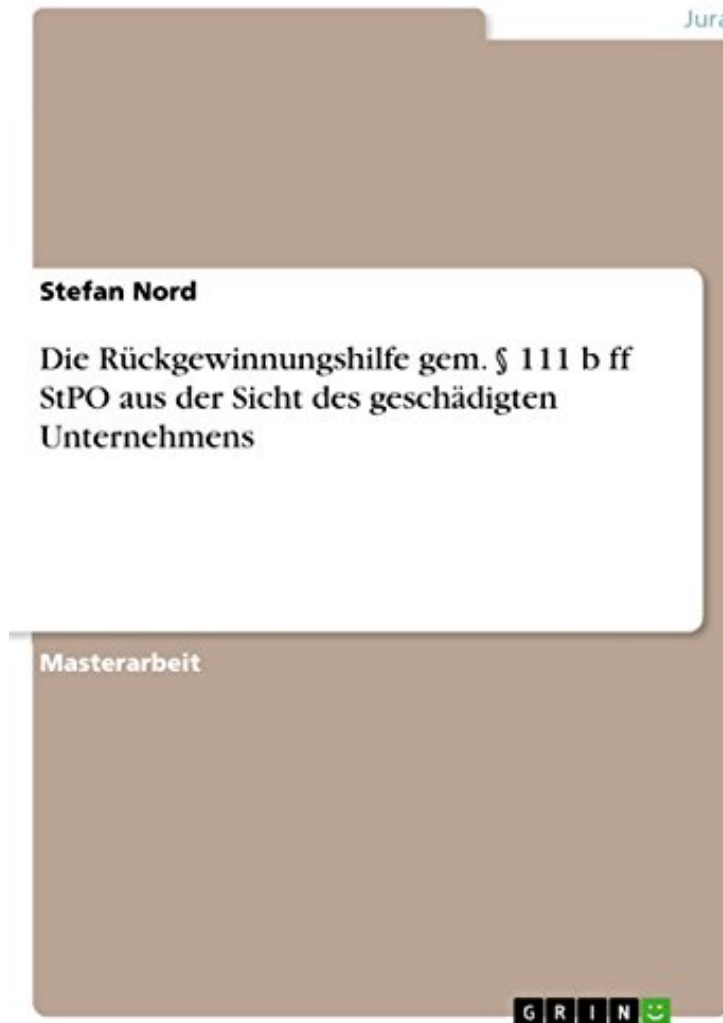 Jura
Stefan Nord
Die Rückgewinnungshilfe gem. § 111 b ff
StPO aus der Sicht des geschädigten
Unternehmens
Masterarbeit
GRIN